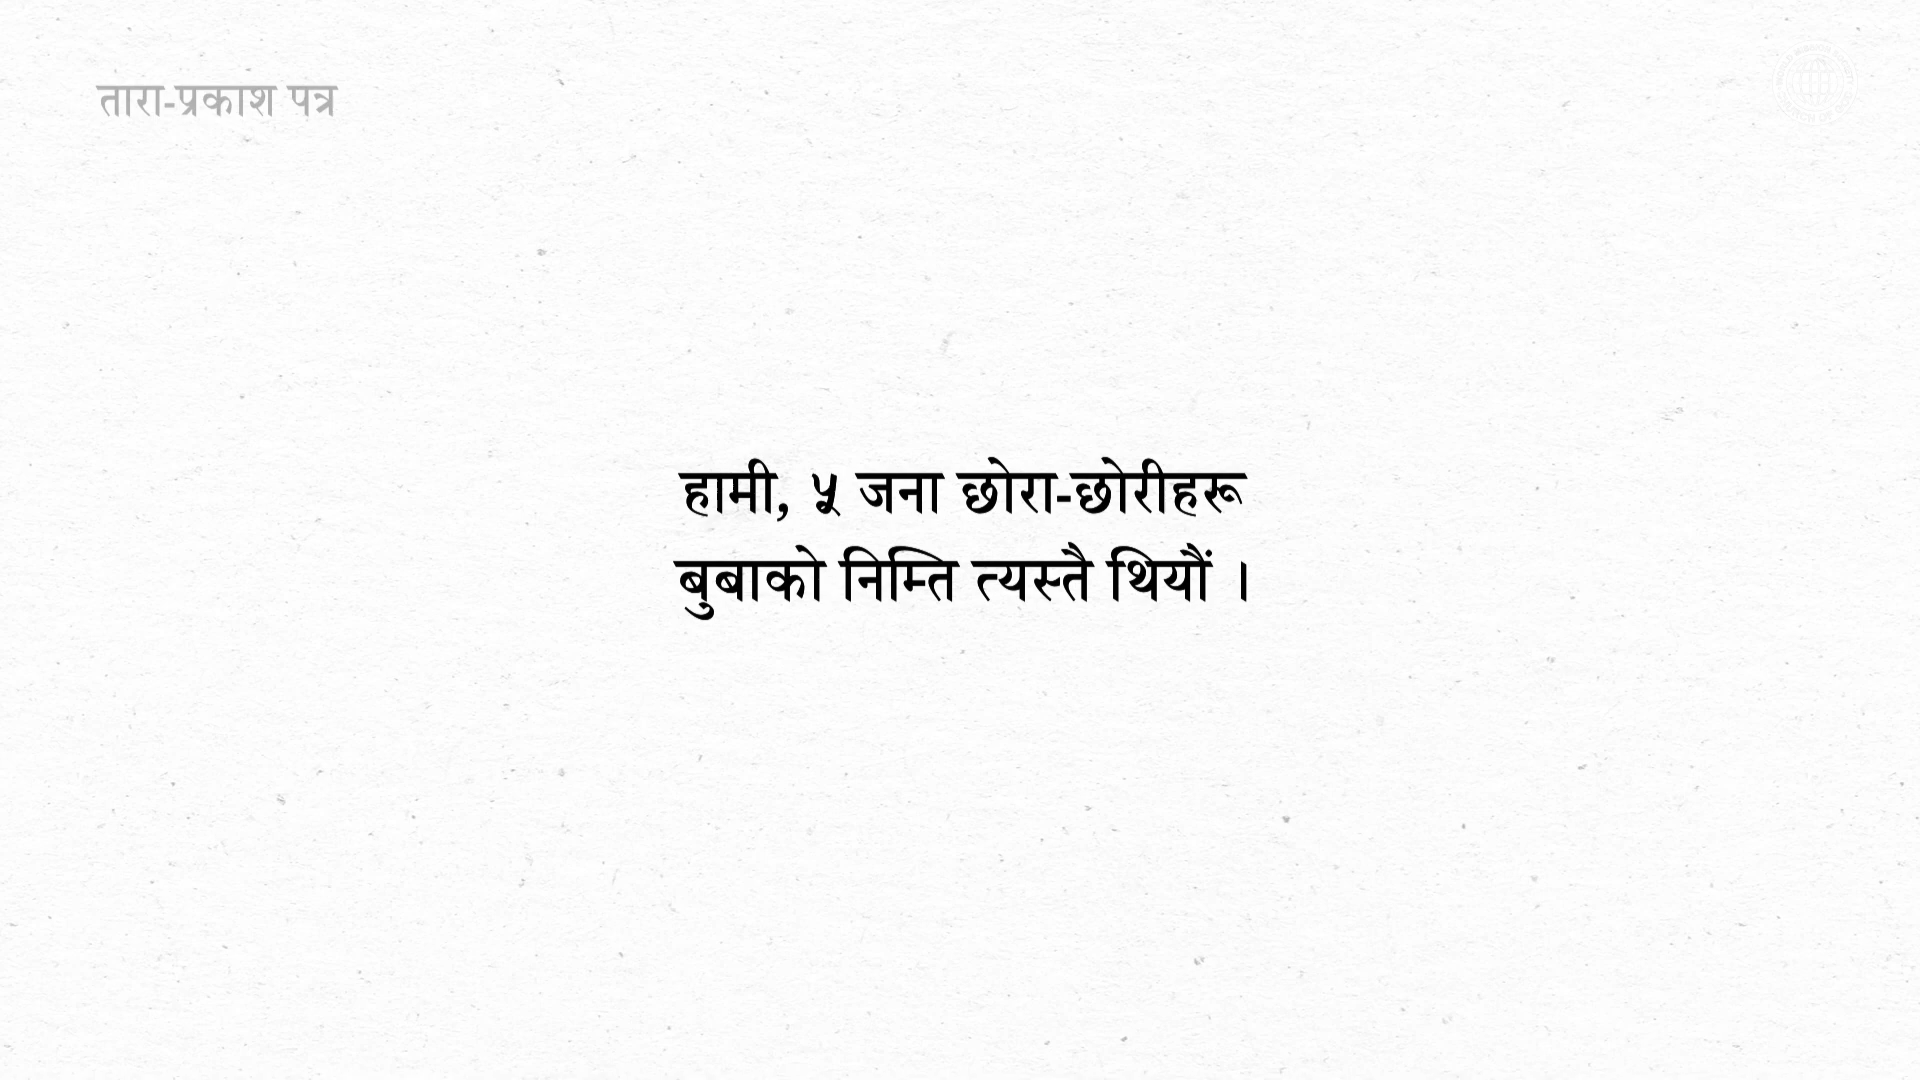 तारा-प्रकाश पत्र
हामी, ५ जना छोरा-छोरीहरू
बुबाको निम्ति त्यस्तै थियौं ।